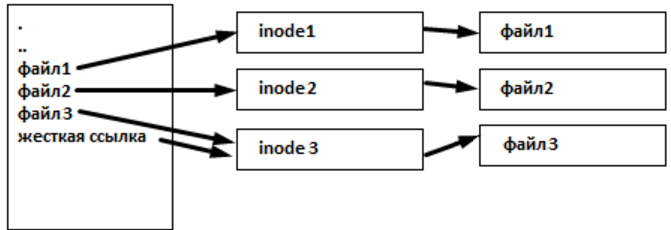 .
..
файл1
файл2
файл3
жесткая ссылка
inode1
inode2
inode 3
файл1
файл2
файл3